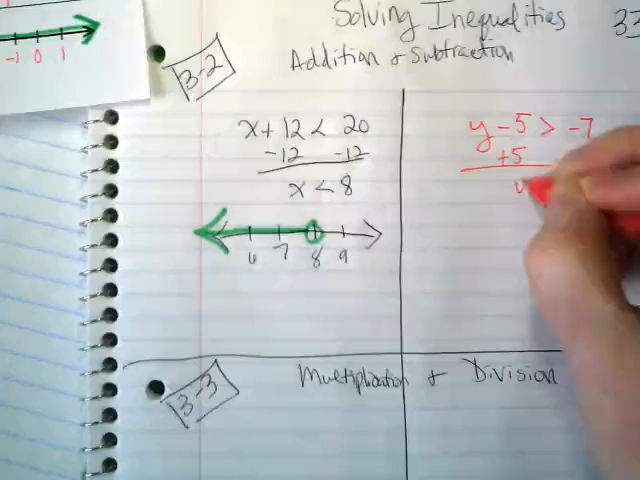 Solving Inequalities 33
-1 0 1
Addition & Subtraction
3-2
x + 12 < 20
-12 -12
x < 8
6 7 8 9
y - 5 > -7
+5
3-3
Multiplication & Division